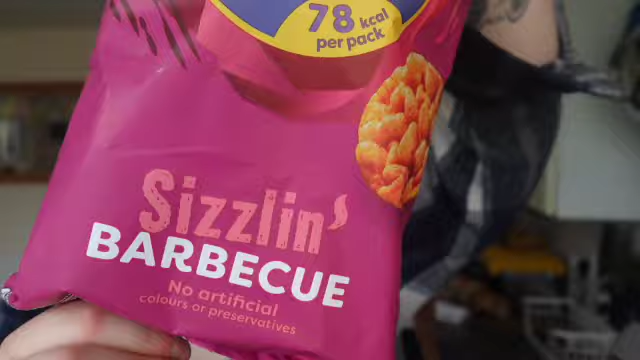 78 kcal
per pack
Sizzlin'
BARBECUE
No artificial
colours or preservatives